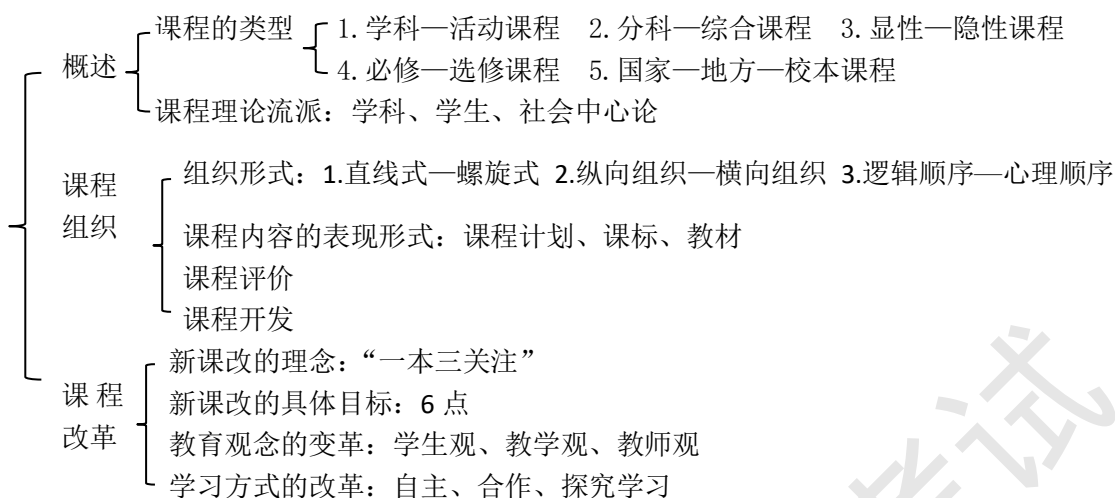 课程的类型 1.学科—活动课程 2.分科—综合课程 3.显性—隐性课程
概述
4.必修—选修课程 5.国家—地方—校本课程
课程理论流派：学科、学生、社会中心论
课程
组织
组织形式：1.直线式—螺旋式 2.纵向组织—横向组织 3.逻辑顺序—心理顺序
课程内容的表现形式：课程计划、课标、教材
课程评价
课程开发
课 程
改革
新课改的理念：“一本三关注”
新课改的具体目标：6 点
教育观念的变革：学生观、教学观、教师观
学习方式的改革：自主、合作、探究学习
考试